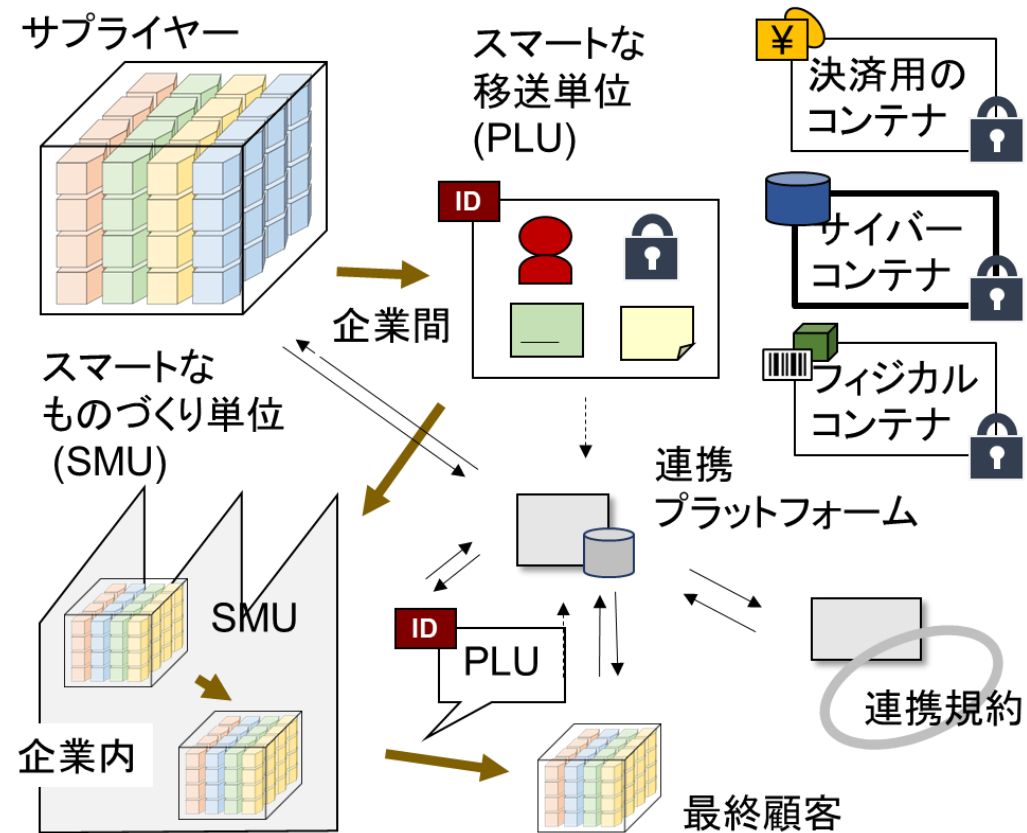 サプライヤー
スマートな
移送単位
(PLU)
¥
決済用の
コンテナ
ID
サイバー
コンテナ
企業間
フィジカル
コンテナ
スマートな
ものづくり単位
(SMU)
連携
プラットフォーム
SMU
ID
PLU
連携規約
企業内
最終顧客